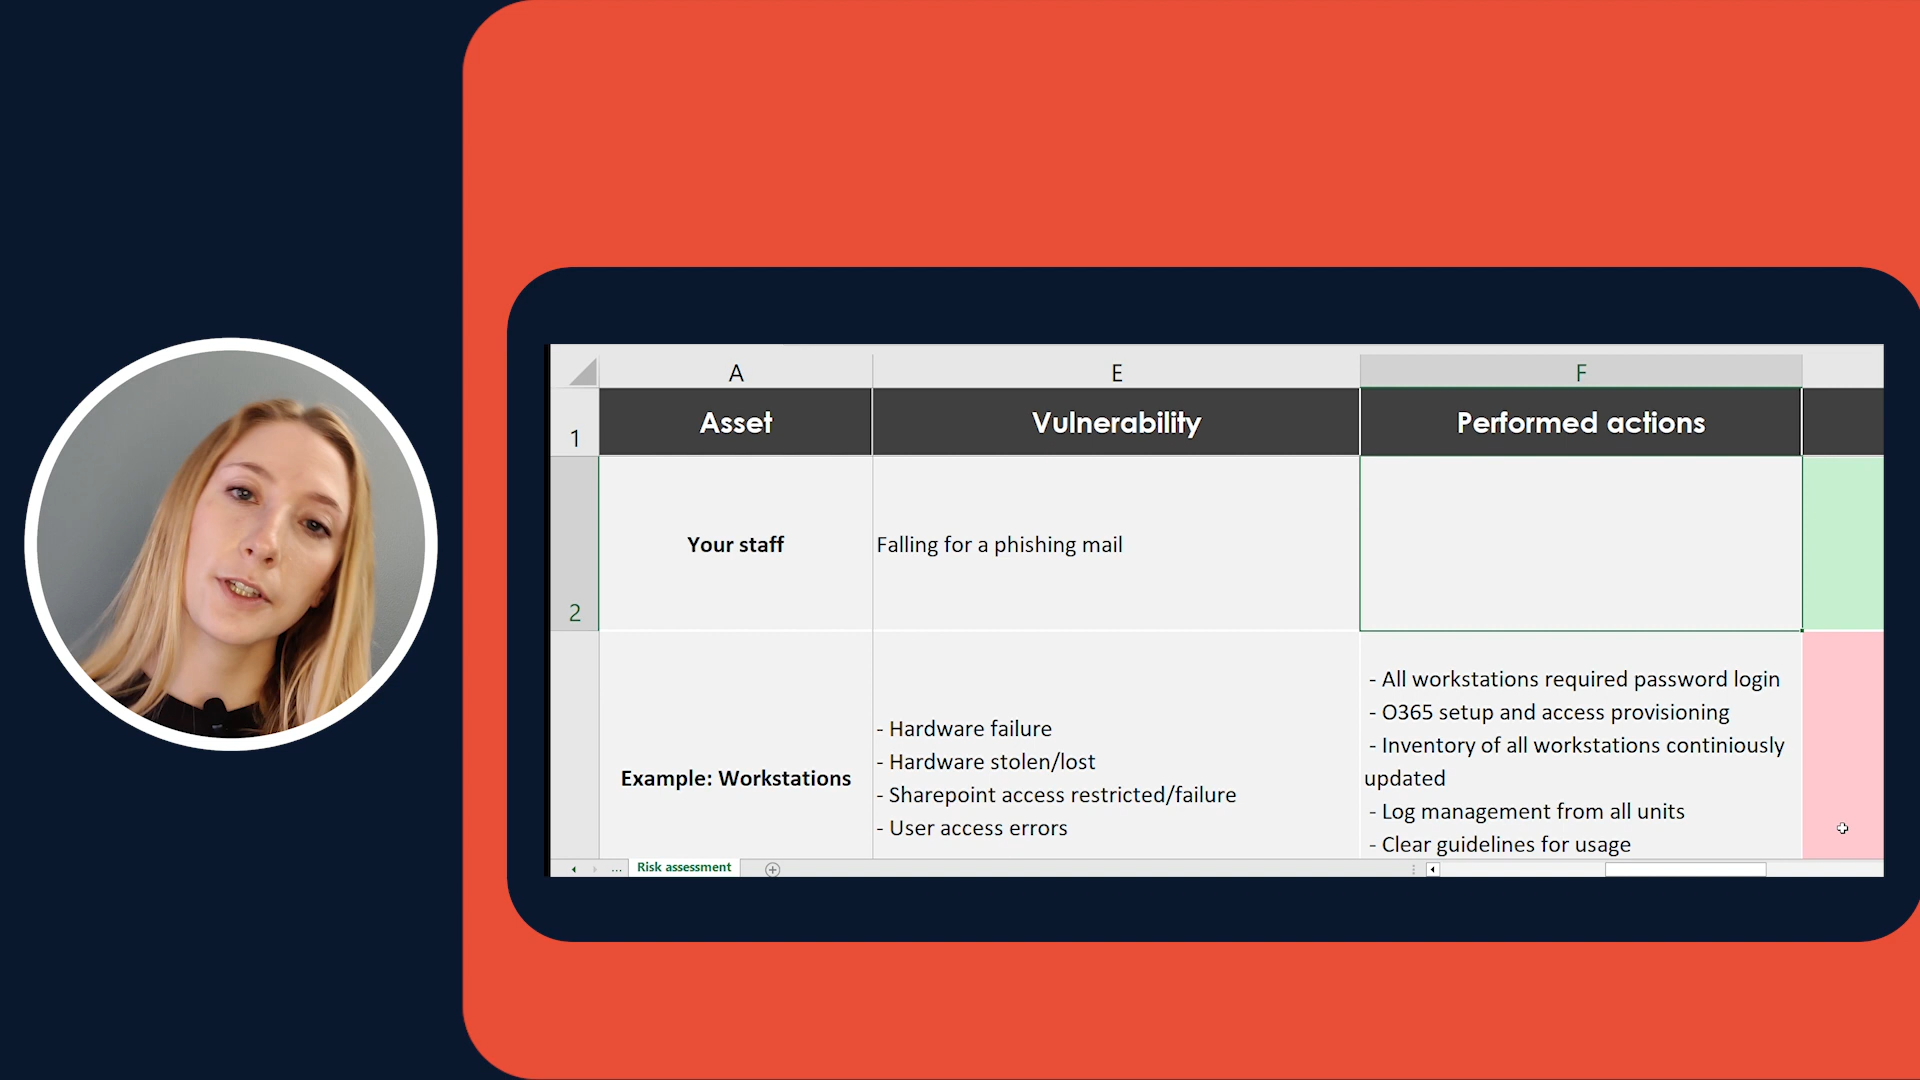 A E F
1 Asset Vulnerability Performed actions
2 Your staff Falling for a phishing mail
Example: Workstations
- Hardware failure
- Hardware stolen/lost
- Sharepoint access restricted/failure
- User access errors
- All workstations required password login
- O365 setup and access provisioning
- Inventory of all workstations continiously
updated
- Log management from all units
- Clear guidelines for usage
... Risk assessment